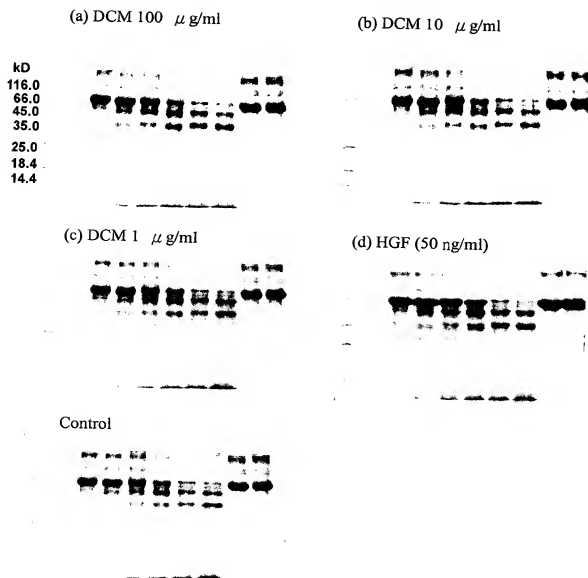 (a) DCM 100 μ g/ml
(b) DCM 10 μ g/ml
kD
116.0
66.0
45.0
35.0
25.0
18.4
14.4
(c) DCM 1 μ g/ml
(d) HGF (50 ng/ml)
Control